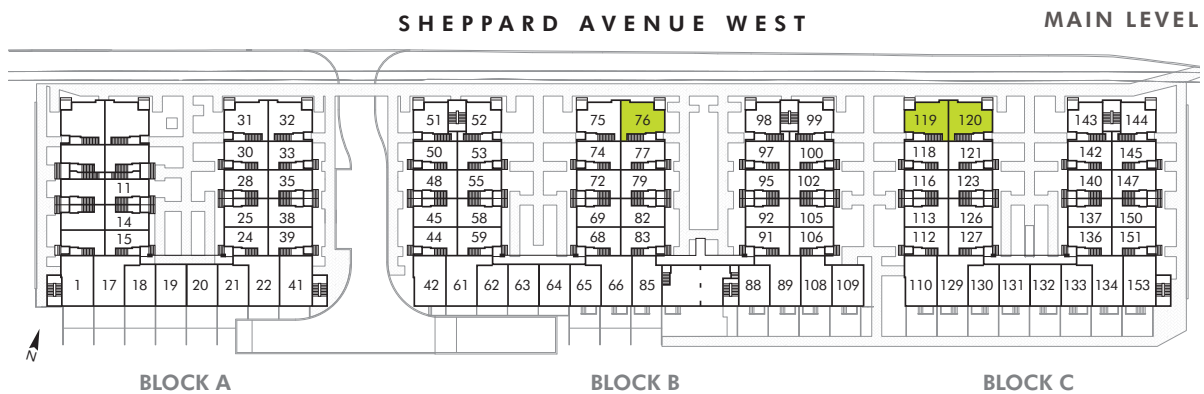 SHEPPARD AVENUE WEST
MAIN LEVEL
31 32 51 52 75 76 98 99 119 120 143 144
30 33 50 53 74 77 97 100 118 121 142 145
11 28 35 48 55 72 79 95 102 116 123 140 147
14 25 38 45 58 69 82 92 105 113 126 137 150
15 24 39 44 59 68 83 91 106 112 127 136 151
1 17 18 19 20 21 22 41 42 61 62 63 64 65 66 85 88 89 108 109 110 129 130 131 132 133 134 153
N
BLOCK A
BLOCK B
BLOCK C